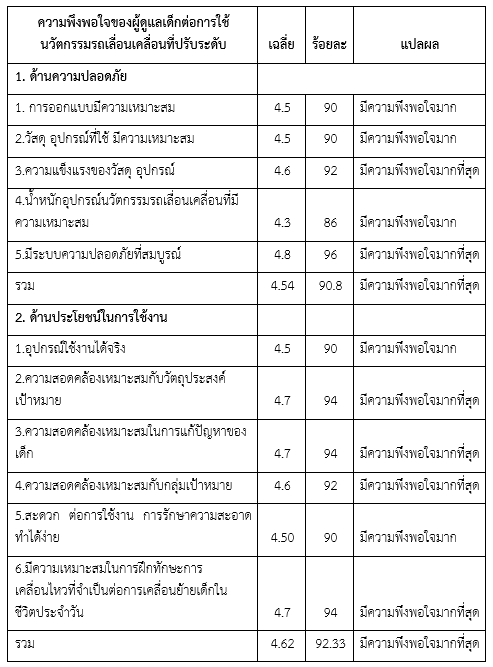 ความพึงพอใจของผู้ดูแลเด็กต่อการใช้
นวัตกรรมรถเลื่อนเคลื่อนที่ปรับระดับ เฉลี่ย ร้อยละ แปลผล
1. ด้านความปลอดภัย
1. การออกแบบมีความเหมาะสม 4.5 90 มีความพึงพอใจมาก
2.วัสดุ อุปกรณ์ที่ใช้ มีความเหมาะสม 4.5 90 มีความพึงพอใจมาก
3.ความแข็งแรงของวัสดุ อุปกรณ์ 4.6 92 มีความพึงพอใจมากที่สุด
4.น้ำหนักอุปกรณ์นวัตกรรมรถเลื่อนเคลื่อนที่มี
ความเหมาะสม 4.3 86 มีความพึงพอใจมาก
5.มีระบบความปลอดภัยที่สมบูรณ์ 4.8 96 มีความพึงพอใจมากที่สุด
รวม 4.54 90.8 มีความพึงพอใจมากที่สุด
2. ด้านประโยชน์ในการใช้งาน
1.อุปกรณ์ใช้งานได้จริง 4.5 90 มีความพึงพอใจมาก
2.ความสอดคล้องเหมาะสมกับวัตถุประสงค์
เป้าหมาย 4.7 94 มีความพึงพอใจมากที่สุด
3.ความสอดคล้องเหมาะสมในการแก้ปัญหาของ
เด็ก 4.7 94 มีความพึงพอใจมากที่สุด
4.ความสอดคล้องเหมาะสมกับกลุ่มเป้าหมาย 4.6 92 มีความพึงพอใจมากที่สุด
5.สะดวก ต่อการใช้งาน การรักษาความสะอาด
ทำได้ง่าย 4.50 90 มีความพึงพอใจมาก
6.มีความเหมาะสมในการฝึกทักษะการ
เคลื่อนไหวที่จำเป็นต่อการเคลื่อนย้ายเด็กใน
ชีวิตประจำวัน 4.7 94 มีความพึงพอใจมากที่สุด
รวม 4.62 92.33 มีความพึงพอใจมากที่สุด